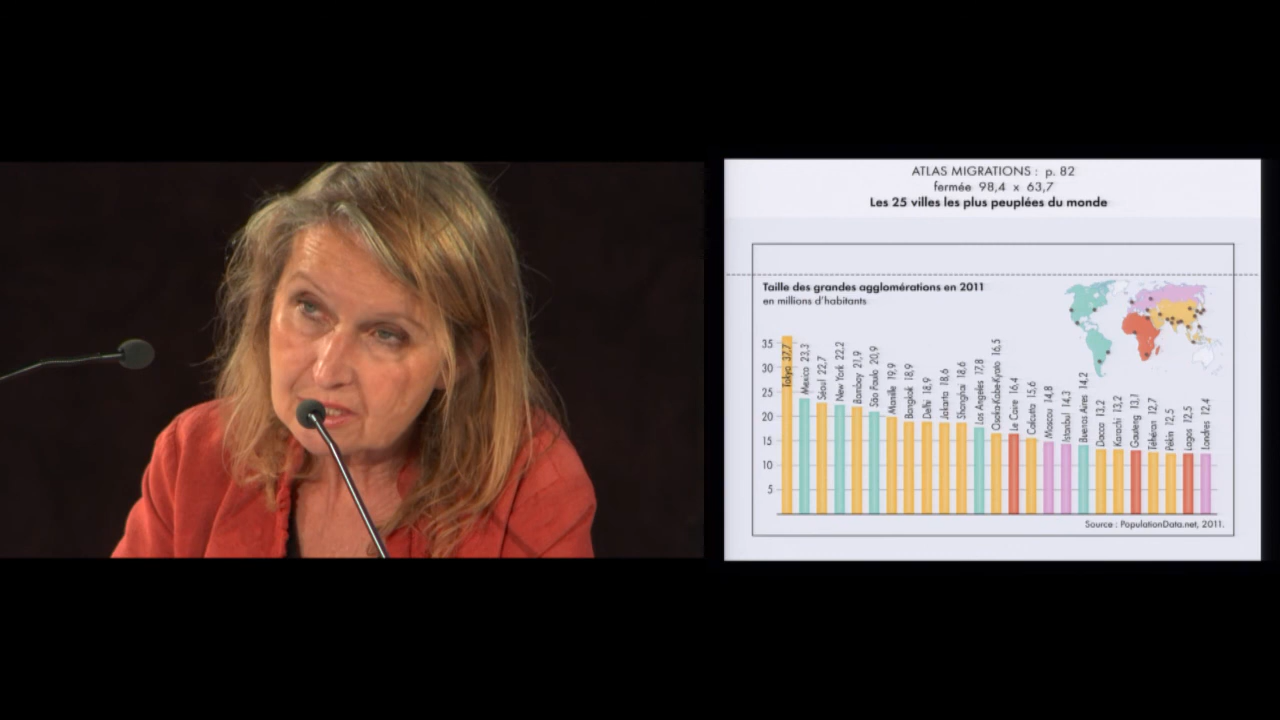 ATLAS MIGRATIONS : p. 82
fermée 98,4 x 63,7
Les 25 villes les plus peuplées du monde
Taille des grandes agglomérations en 2011
en millions d'habitants
35
30
25
20
15
10
5
Tokyo 37,7
Mexico 23,3
Séoul 22,7
New York 22,2
Bombay 21,9
São Paulo 20,9
Manille 19,9
Bangkok 18,9
Delhi 18,9
Jakarta 18,6
Shanghai 18,6
Los Angeles 17,8
Osaka-Kobe-Kyoto 16,5
Le Caire 16,4
Calcutta 15,6
Moscou 14,8
Istanbul 14,3
Buenos Aires 14,2
Dacca 13,2
Karachi 13,2
Gauteng 13,1
Téhéran 12,7
Pékin 12,5
Lagos 12,5
Londres 12,4
Source : PopulationData.net, 2011.